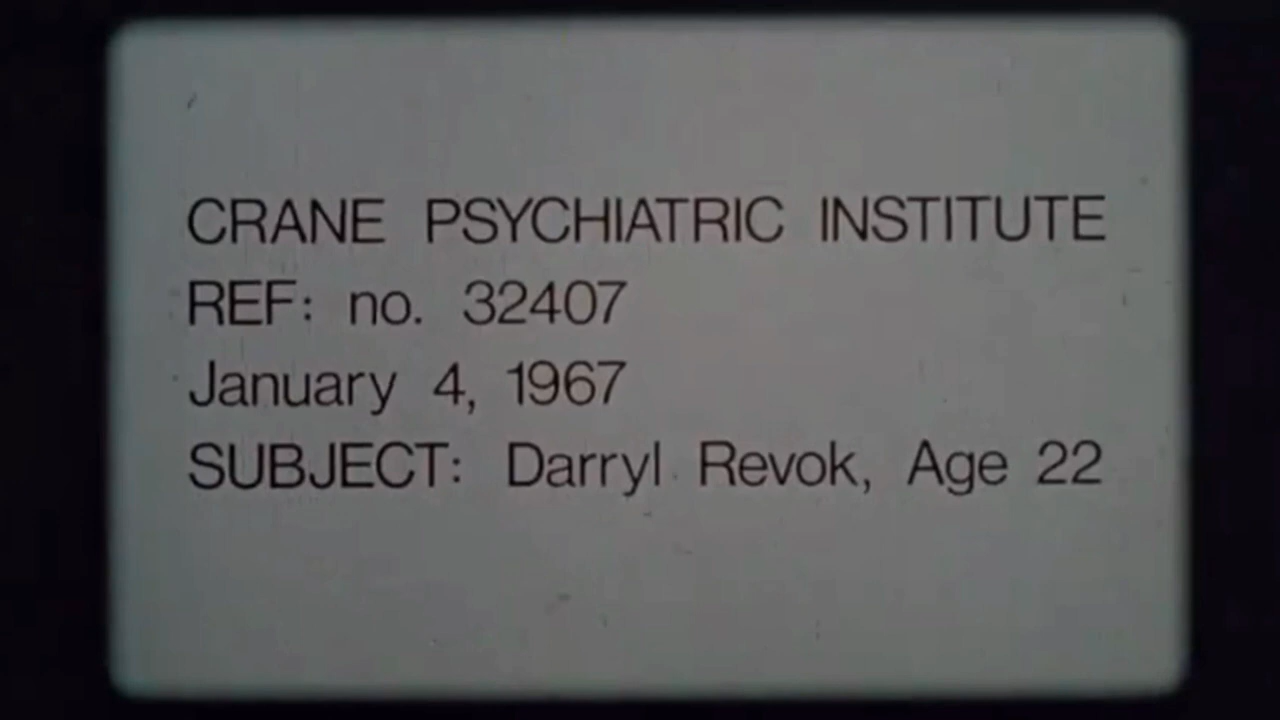 CRANE PSYCHIATRIC INSTITUTE
REF: no. 32407
January 4, 1967
SUBJECT: Darryl Revok, Age 22